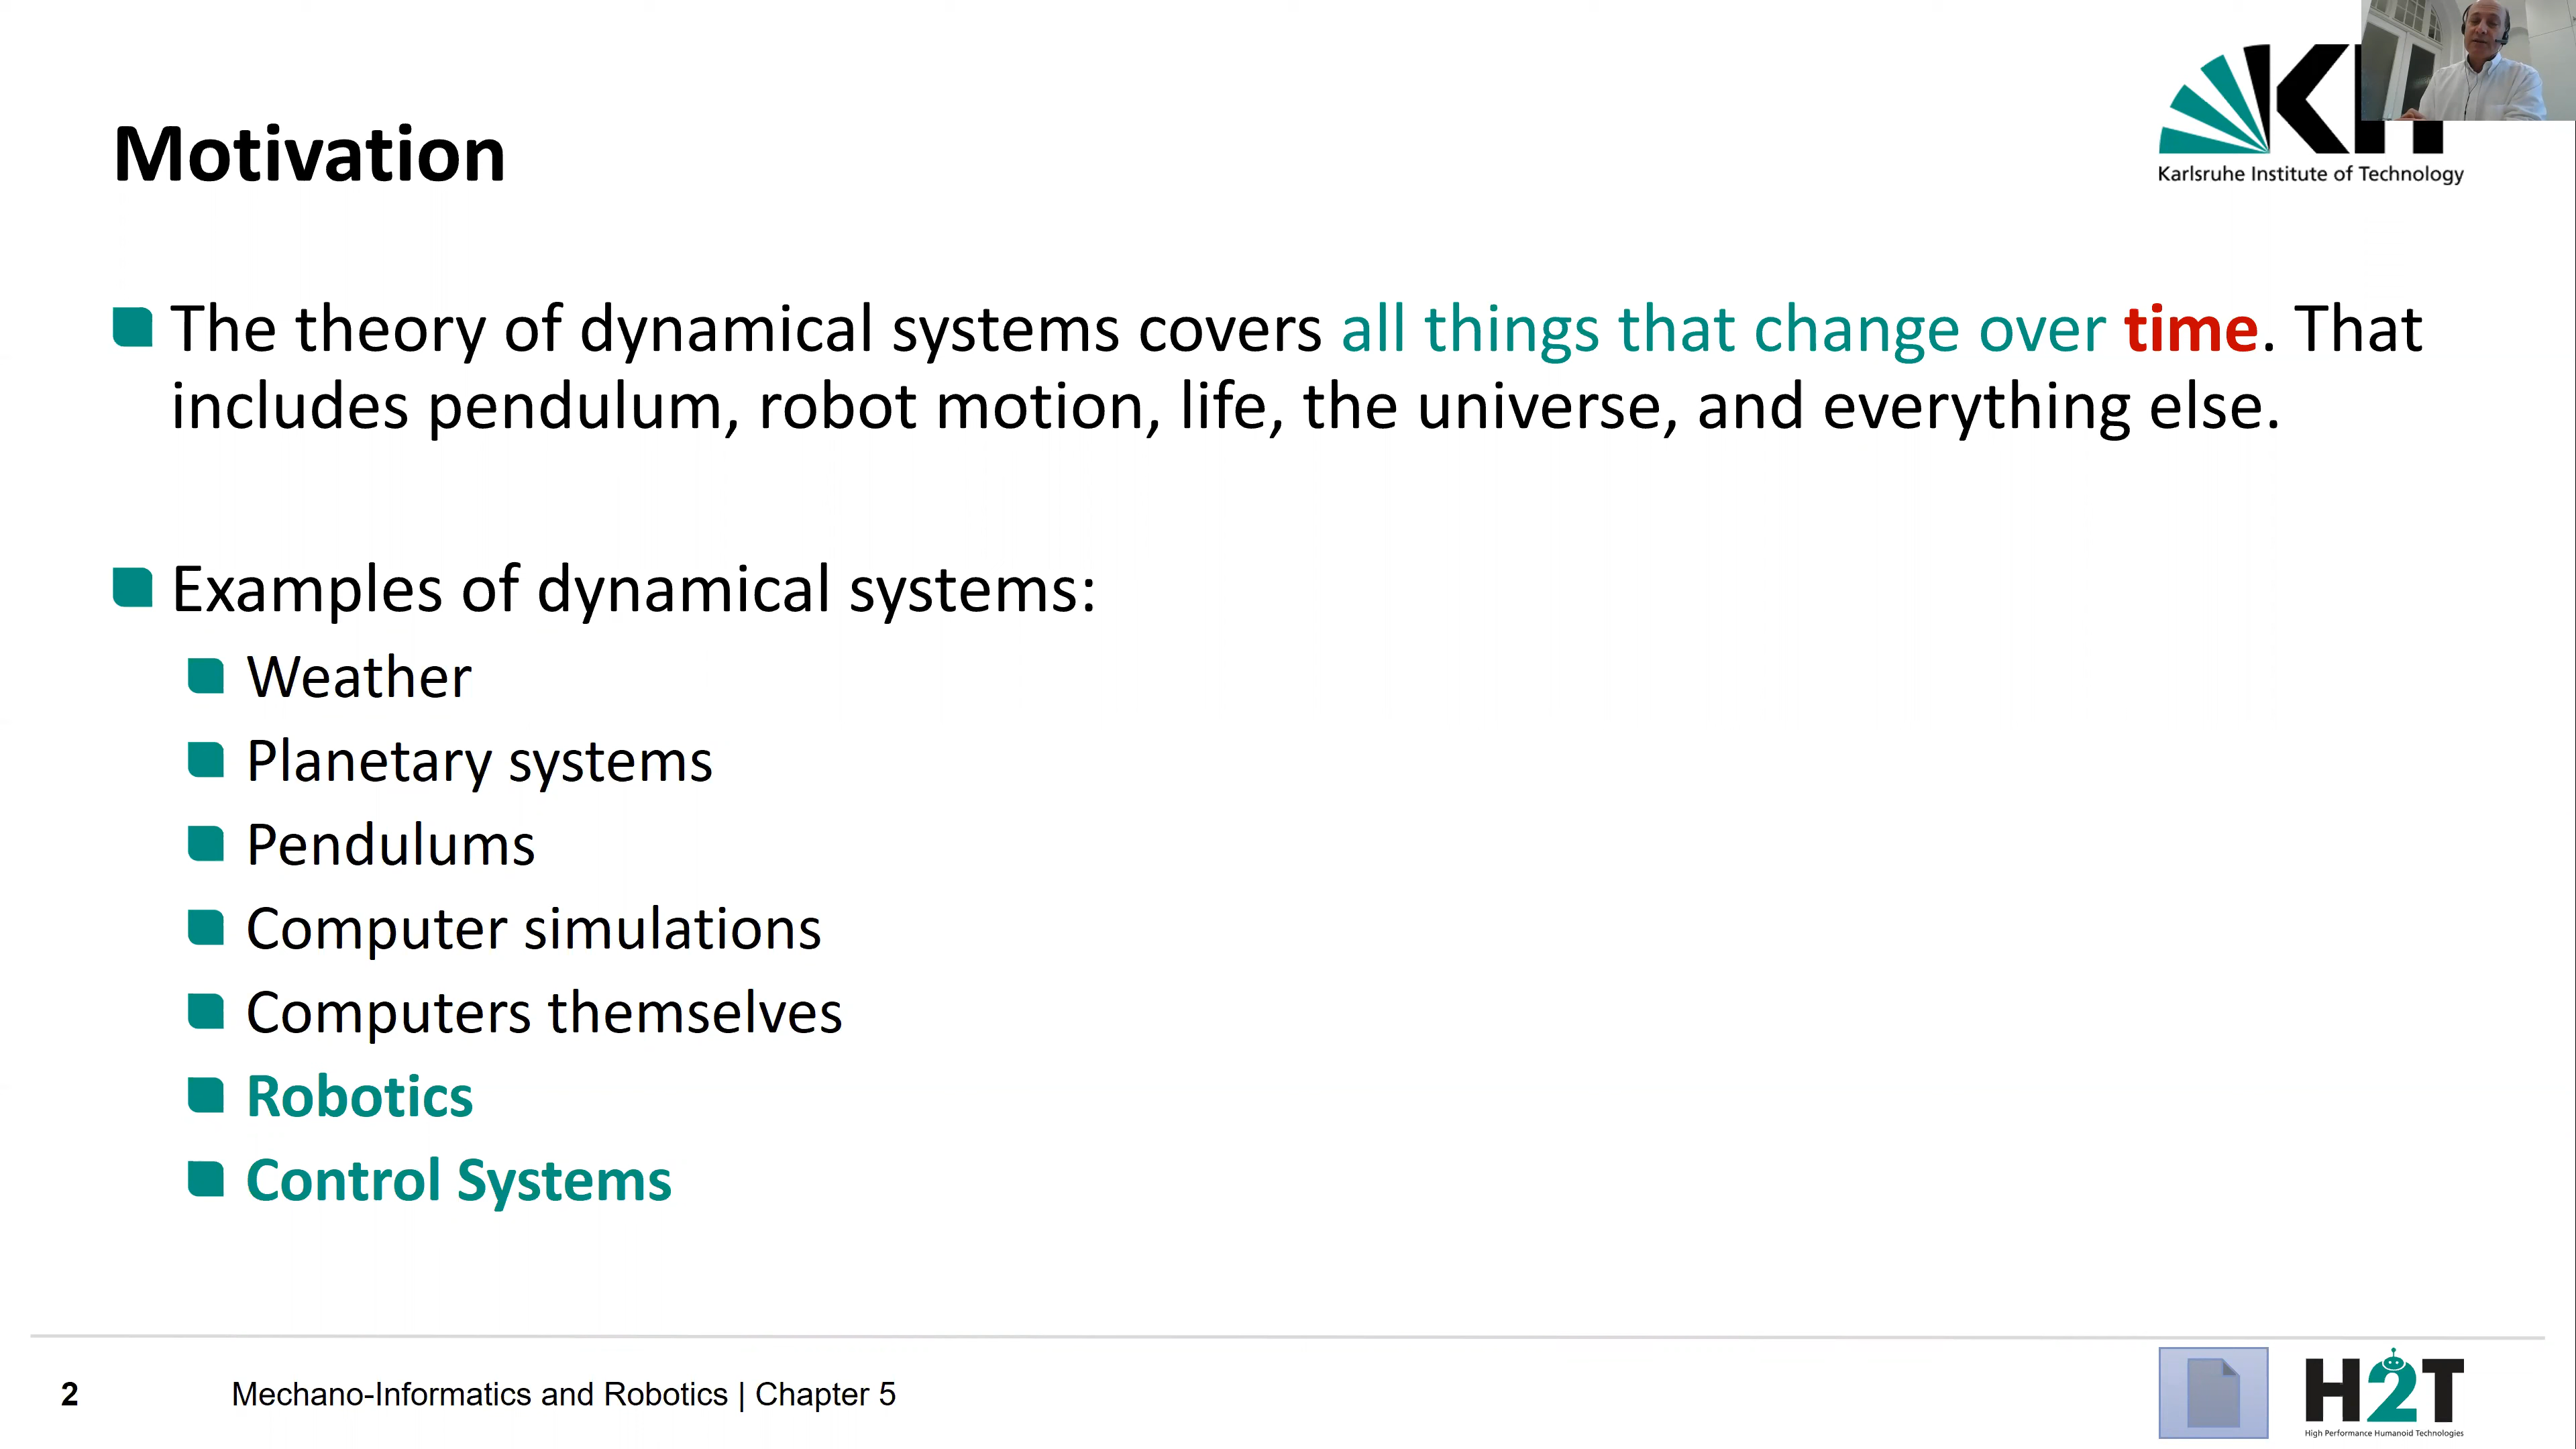 Motivation
Karlsruhe Institute of Technology
The theory of dynamical systems covers all things that change over time. That
includes pendulum, robot motion, life, the universe, and everything else.
Examples of dynamical systems:
Weather
Planetary systems
Pendulums
Computer simulations
Computers themselves
Robotics
Control Systems
2
Mechano-Informatics and Robotics | Chapter 5
H2T
High Performance Humanoid Technologies